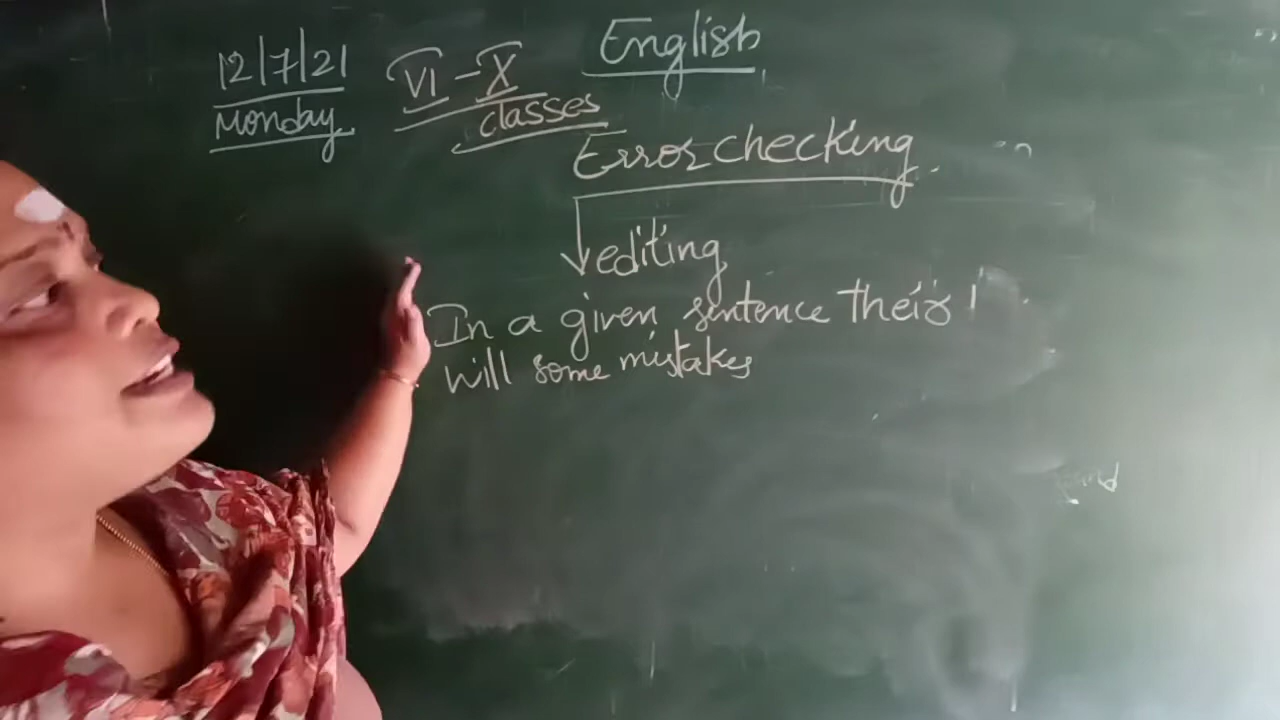 12/7/21
Monday
VI - X
classes
English
Error checking
editing
In a given sentence their
will some mistakes